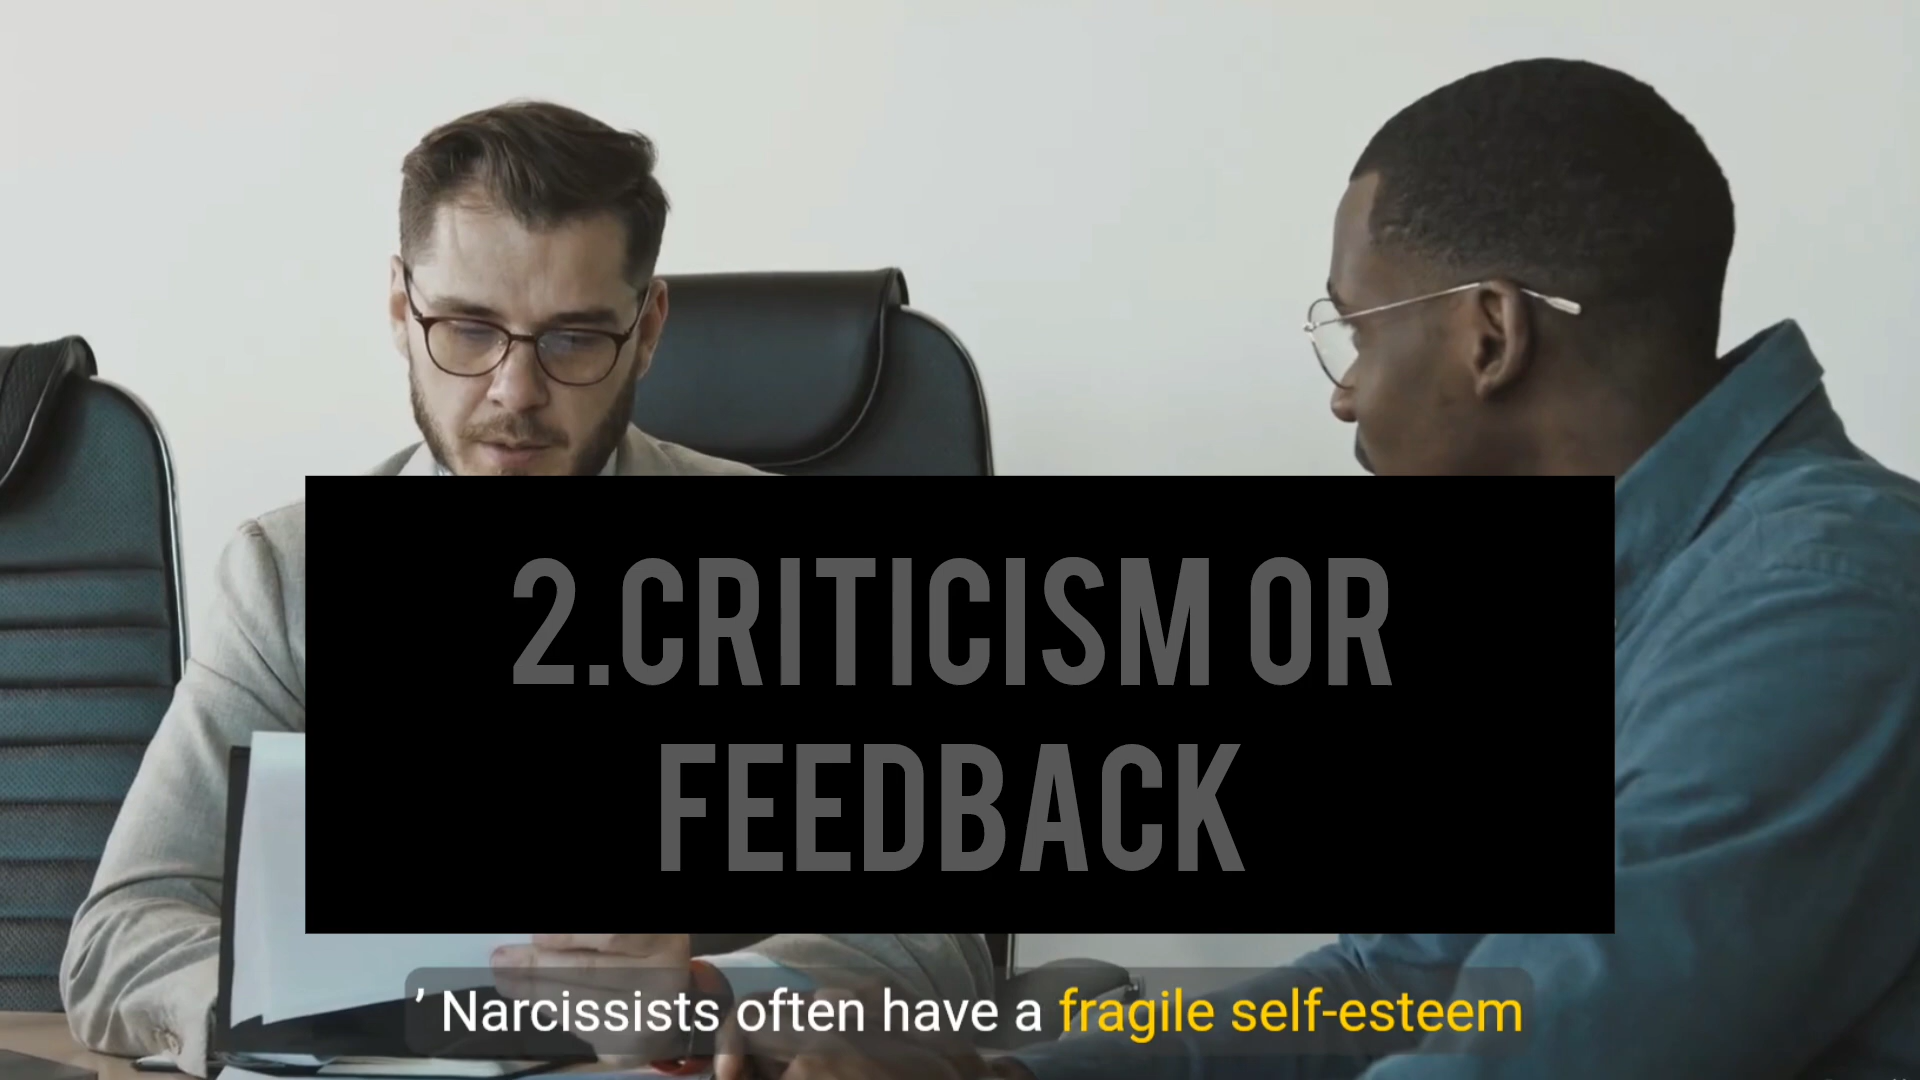 2.CRITICISM OR
FEEDBACK
’ Narcissists often have a fragile self-esteem